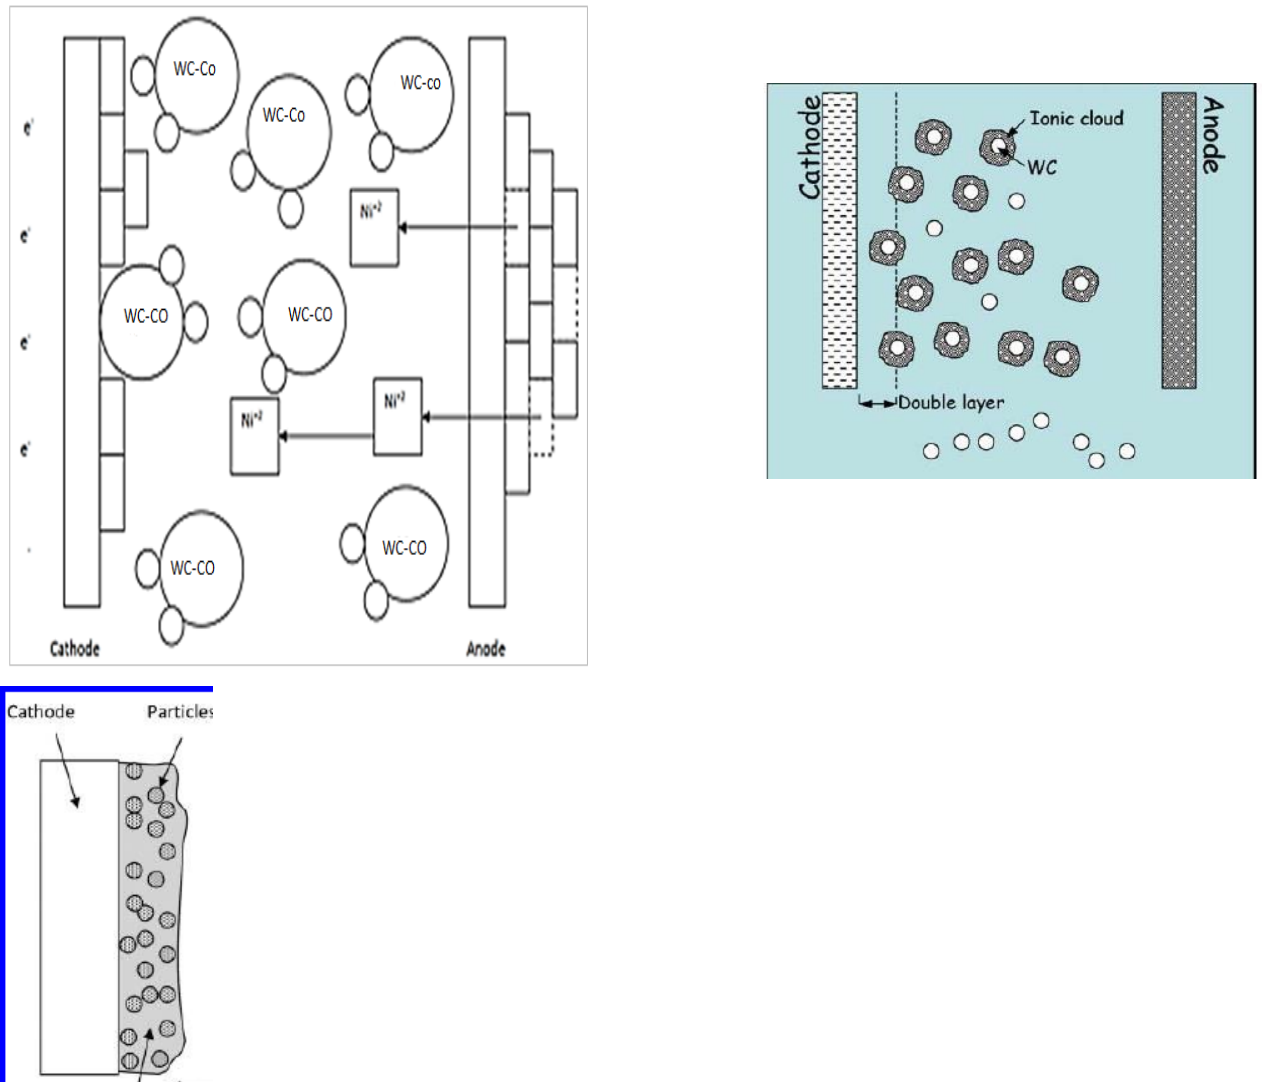 WC-Co
WC-co
WC-Co
e'
Ni⁺²
e'
WC-CO
WC-CO
e'
Ni⁺²
Ni⁺²
e'
WC-CO
WC-CO
Cathode
Anode
Cathode
Anode
Ionic cloud
WC
Double layer
Cathode
Particles